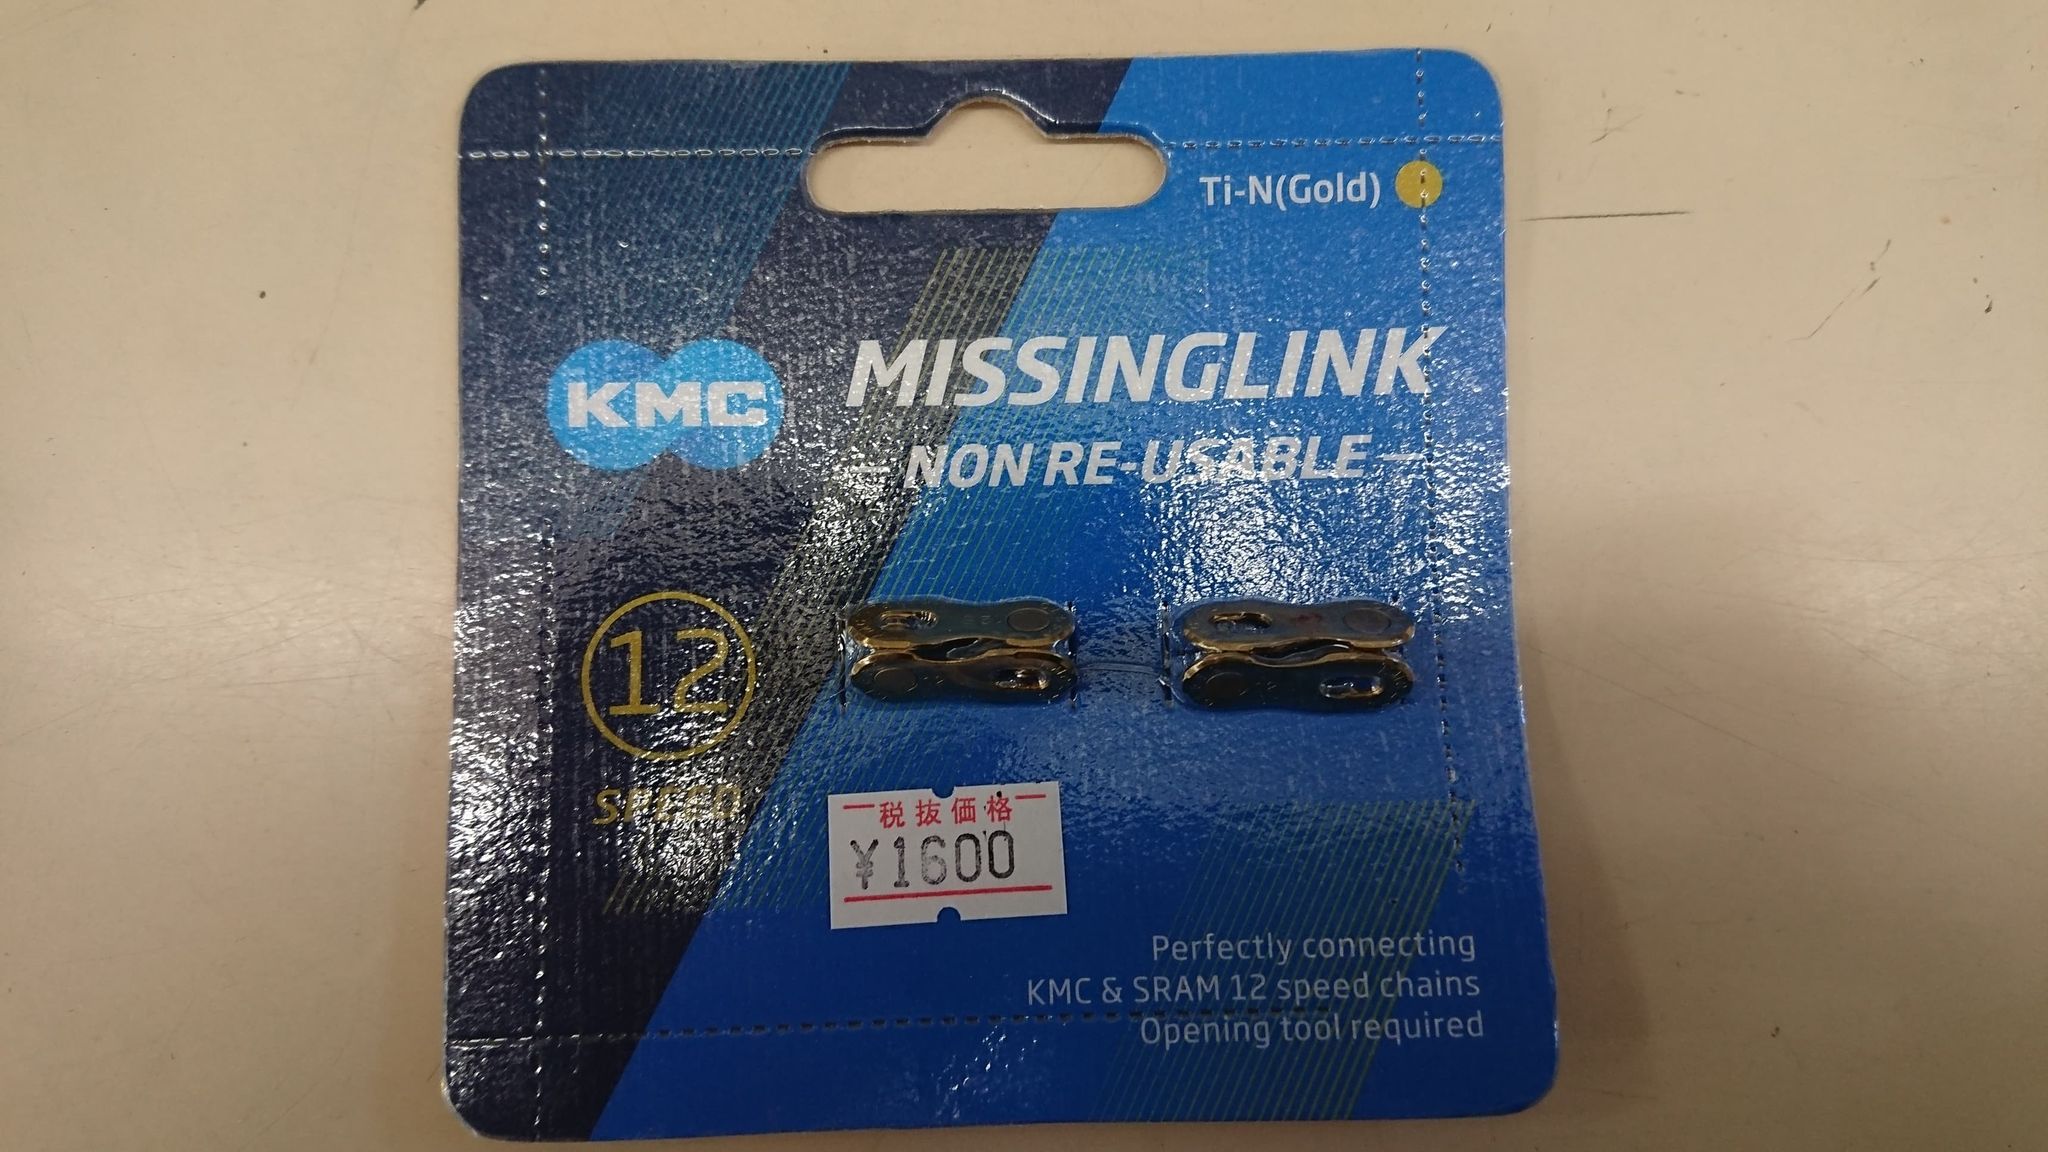 Ti-N(Gold)
KMC
MISSINGLINK
NON RE-USABLE
12
SPEED
税抜価格
¥1600
Perfectly connecting
KMC & SRAM 12 speed chains
Opening tool required